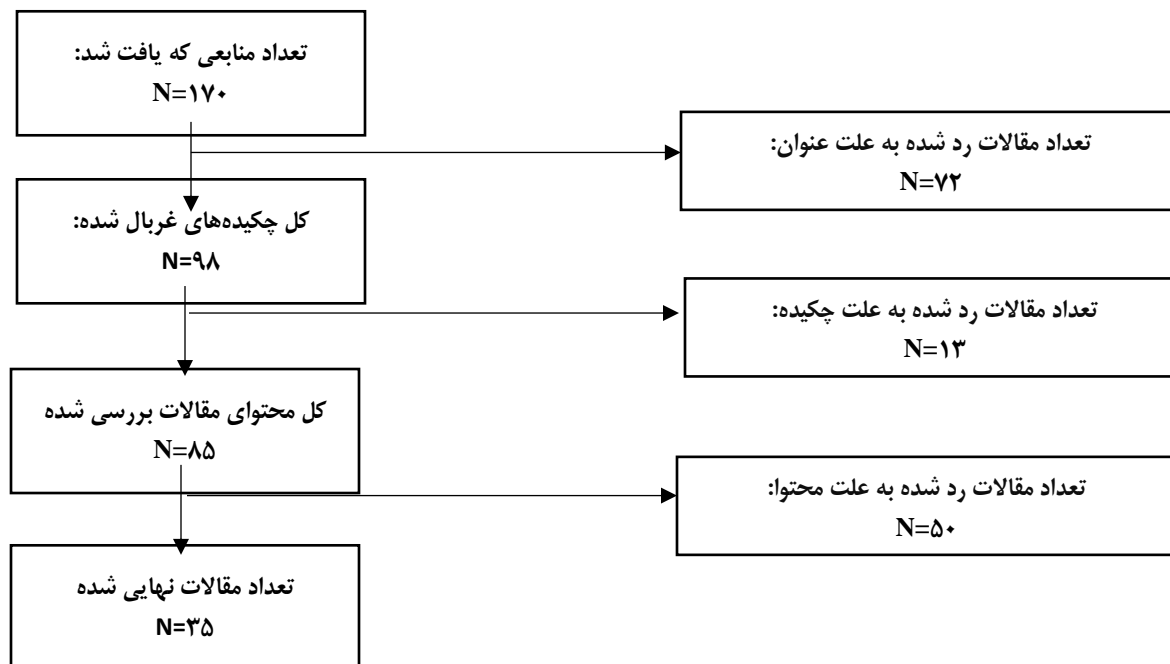 تعداد منابعی که یافت شد:
N=۱۷۰
تعداد مقالات رد شده به علت عنوان:
N=۷۲
کل چکیده‌های غربال شده:
N=۹۸
تعداد مقالات رد شده به علت چکیده:
N=۱۳
کل محتوای مقالات بررسی شده
N=۸۵
تعداد مقالات رد شده به علت محتوا:
N=۵۰
تعداد مقالات نهایی شده
N=۳۵